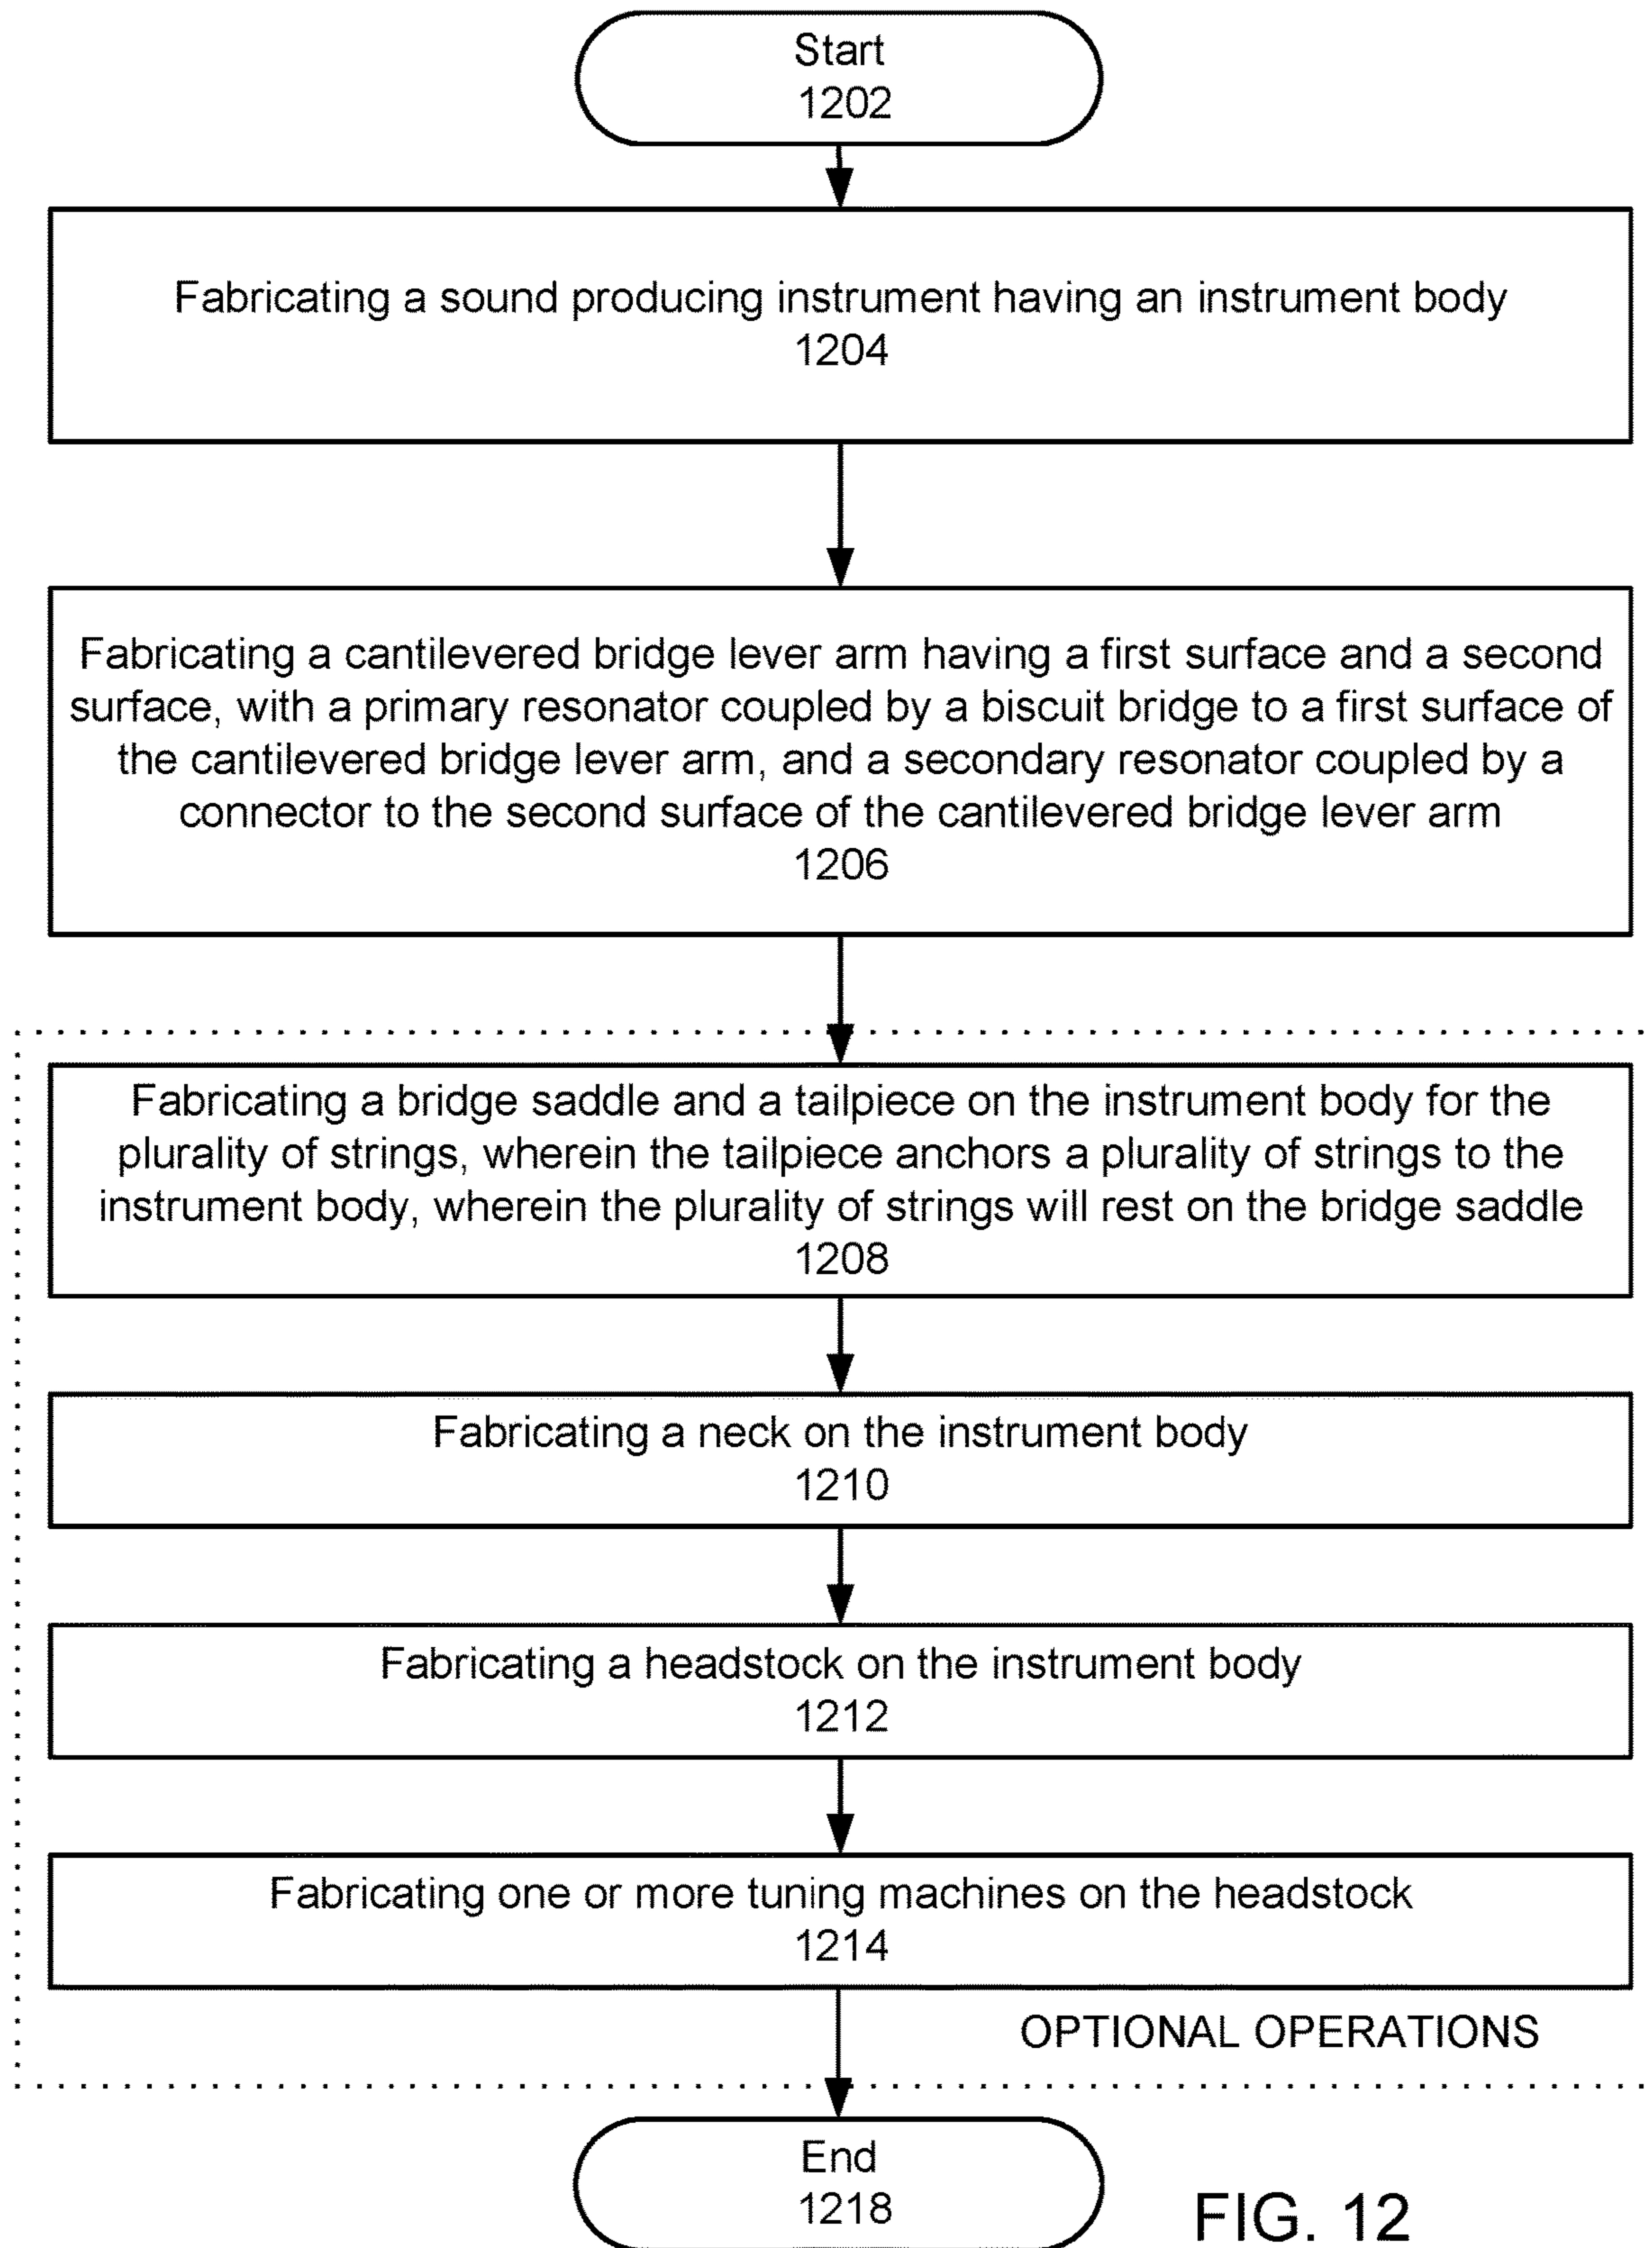 Start
1202
Fabricating a sound producing instrument having an instrument body
1204
Fabricating a cantilevered bridge lever arm having a first surface and a second
surface, with a primary resonator coupled by a biscuit bridge to a first surface of
the cantilevered bridge lever arm, and a secondary resonator coupled by a
connector to the second surface of the cantilevered bridge lever arm
1206
Fabricating a bridge saddle and a tailpiece on the instrument body for the
plurality of strings, wherein the tailpiece anchors a plurality of strings to the
instrument body, wherein the plurality of strings will rest on the bridge saddle
1208
Fabricating a neck on the instrument body
1210
Fabricating a headstock on the instrument body
1212
Fabricating one or more tuning machines on the headstock
1214
OPTIONAL OPERATIONS
End
1218
FIG. 12